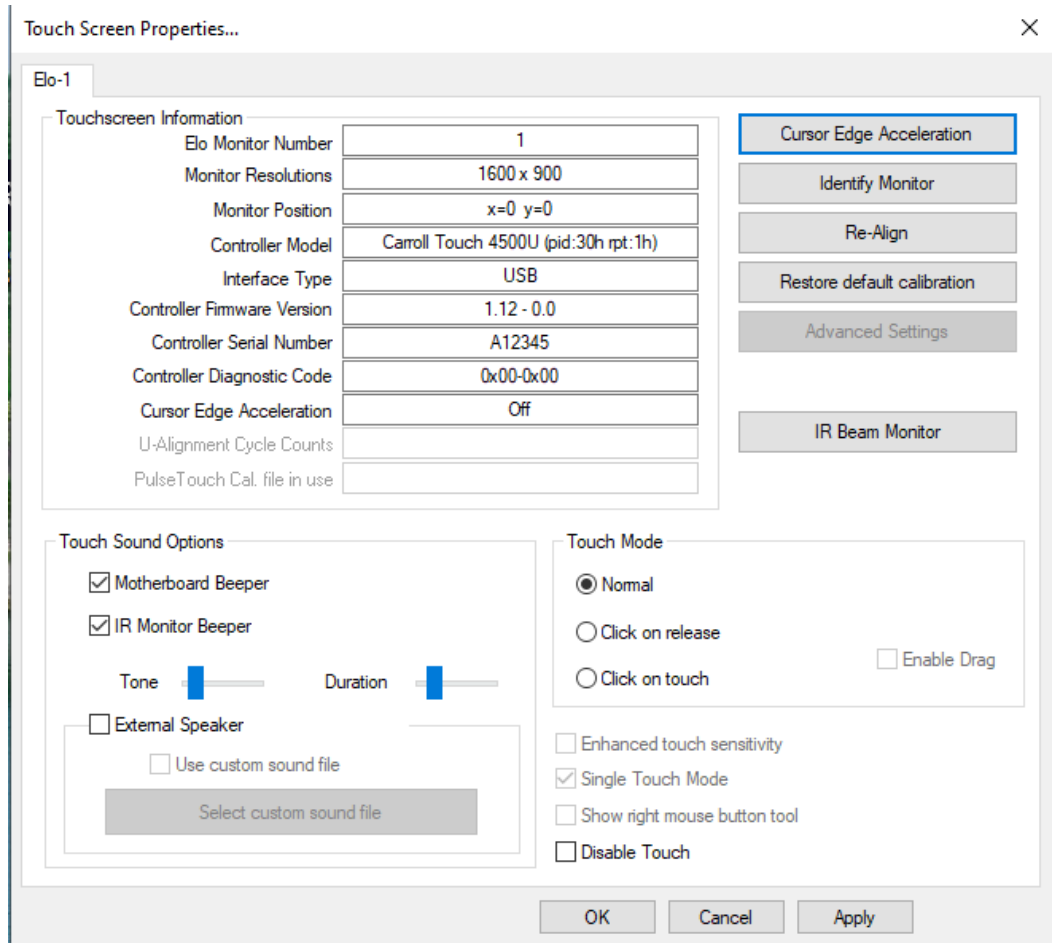 Touch Screen Properties...
Elo-1
Touchscreen Information
Elo Monitor Number 1
Monitor Resolutions 1600 x 900
Monitor Position x=0 y=0
Controller Model Carroll Touch 4500U (pid:30h rpt:1h)
Interface Type USB
Controller Firmware Version 1.12 - 0.0
Controller Serial Number A12345
Controller Diagnostic Code 0x00-0x00
Cursor Edge Acceleration Off
U-Alignment Cycle Counts
PulseTouch Cal. file in use
Cursor Edge Acceleration
Identify Monitor
Re-Align
Restore default calibration
Advanced Settings
IR Beam Monitor
Touch Sound Options
Motherboard Beeper
IR Monitor Beeper
Tone Duration
External Speaker
Use custom sound file
Select custom sound file
Touch Mode
Normal
Click on release
Enable Drag
Click on touch
Enhanced touch sensitivity
Single Touch Mode
Show right mouse button tool
Disable Touch
OK Cancel Apply